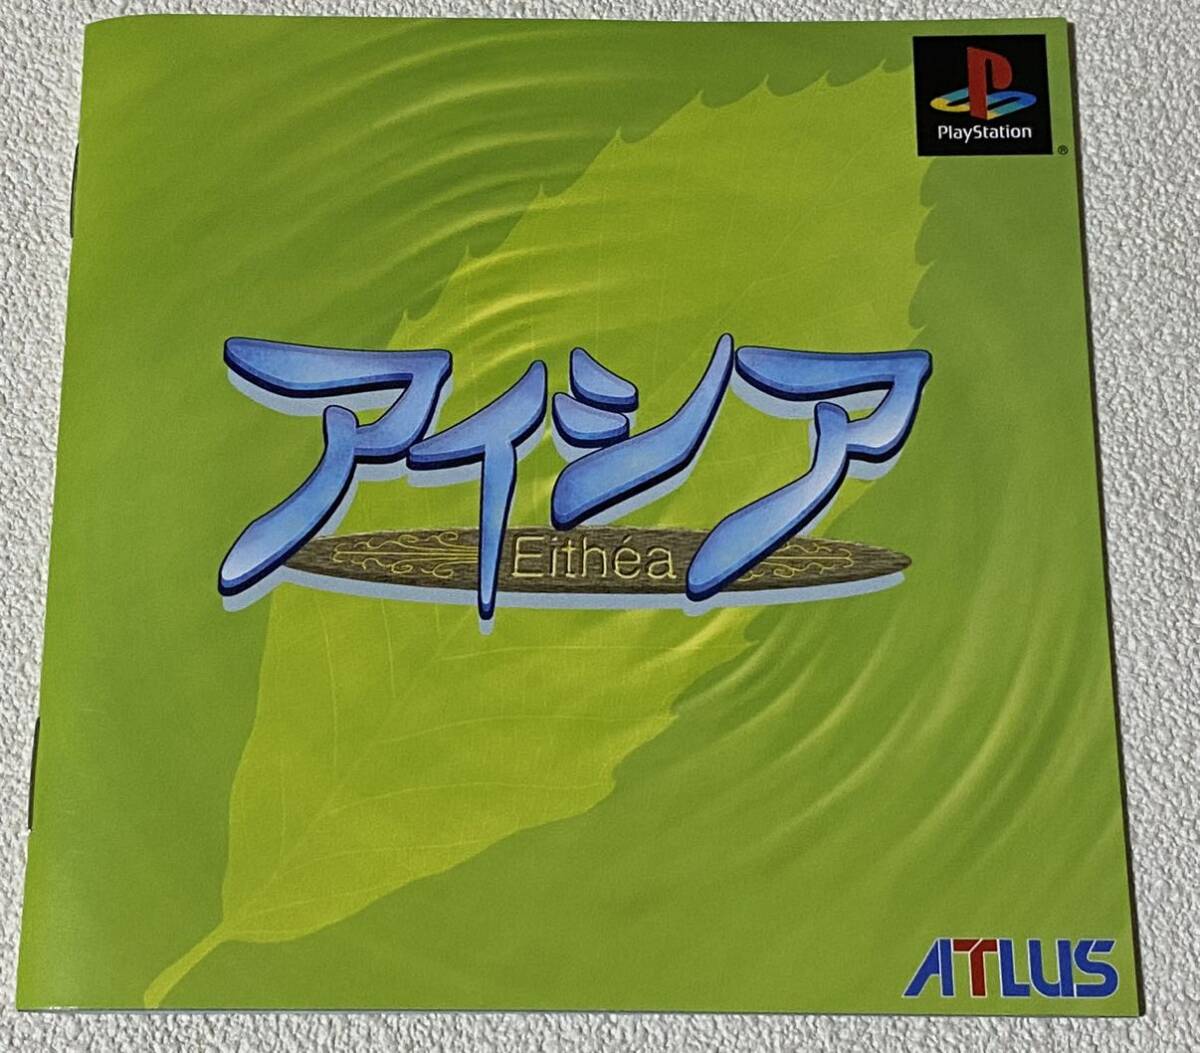 PlayStation
®
アイシア
Eithéa
ATLUS